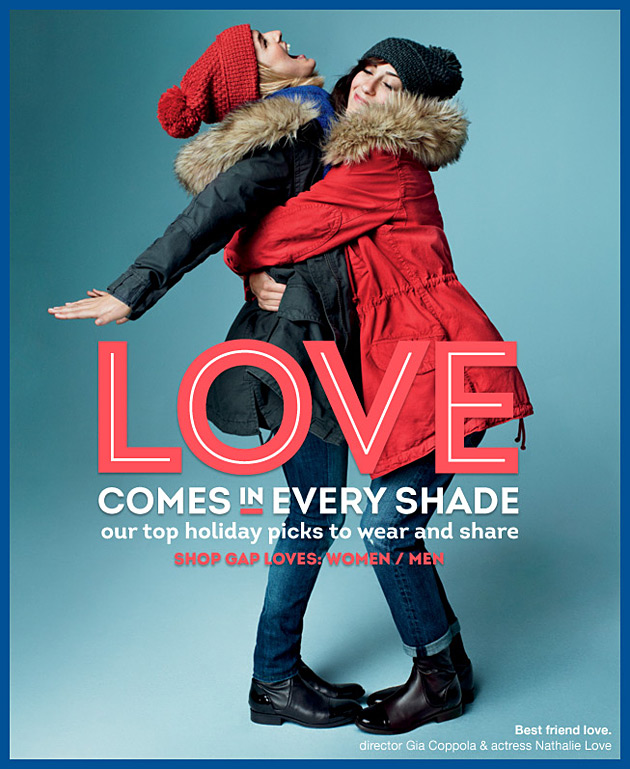 LOVE
COMES IN EVERY SHADE
our top holiday picks to wear and share
SHOP GAP LOVES: WOMEN / MEN
Best friend love.
director Gia Coppola & actress Nathalie Love